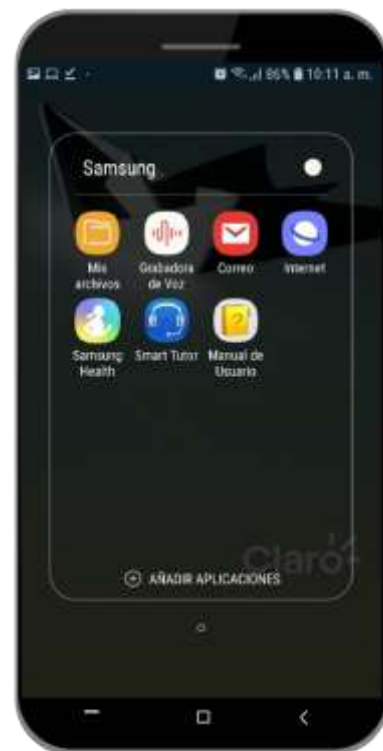 86% 10:11 a. m.
Samsung
Mis archivos
Grabadora de Voz
Correo
Internet
Samsung Health
Smart Tutor
Manual de Usuario
Claro
AÑADIR APLICACIONES